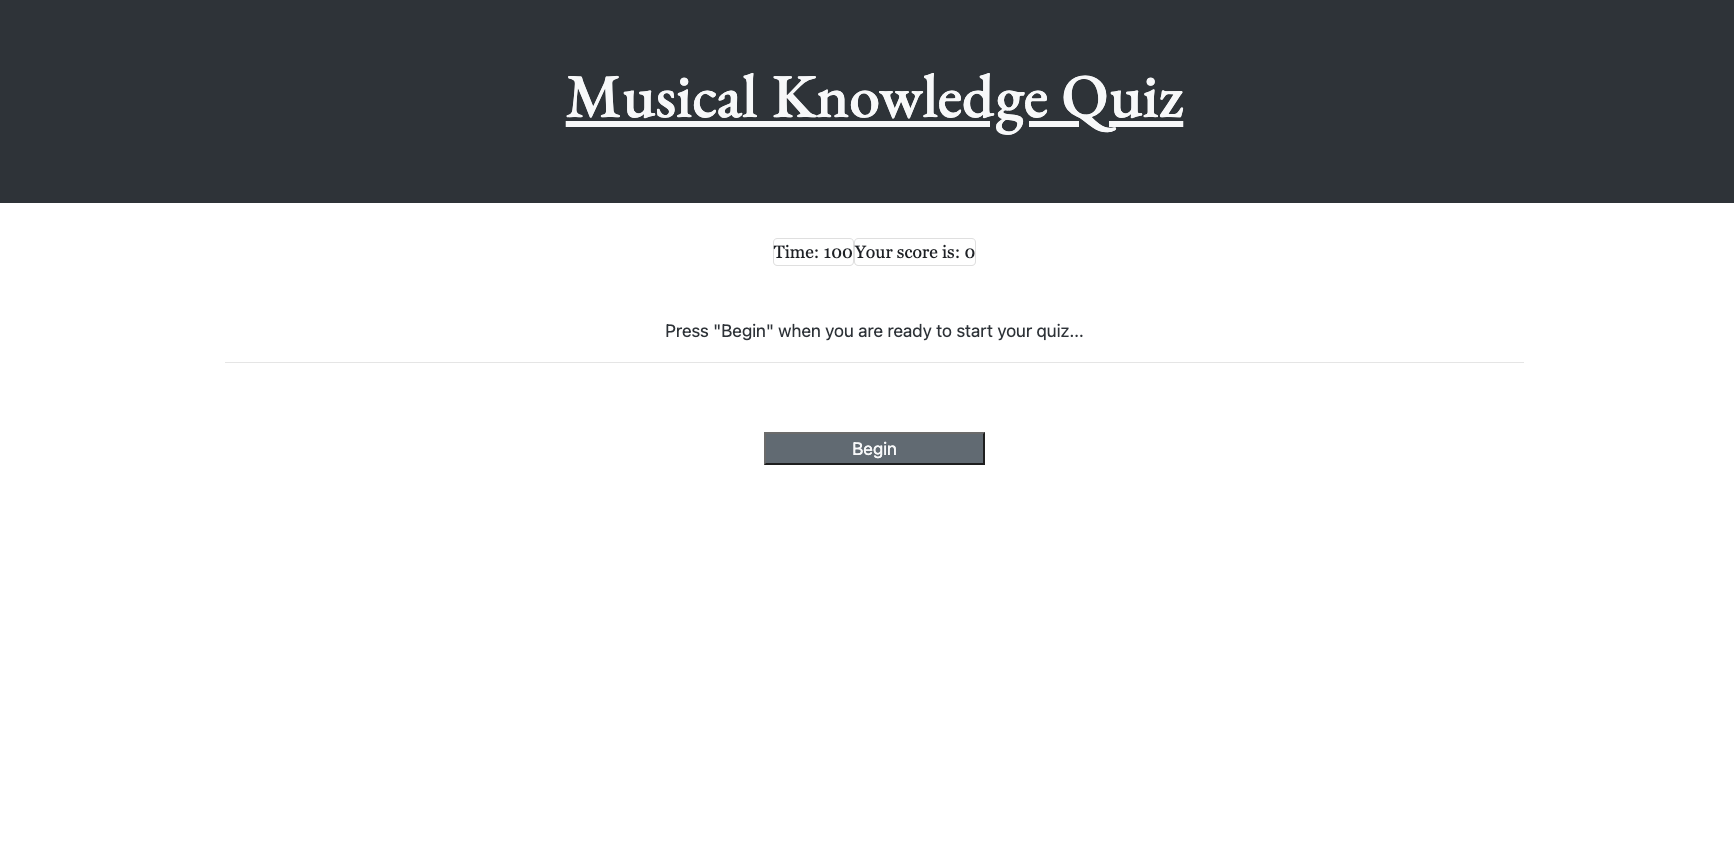 Musical Knowledge Quiz
Time: 100 Your score is: 0
Press "Begin" when you are ready to start your quiz...
Begin